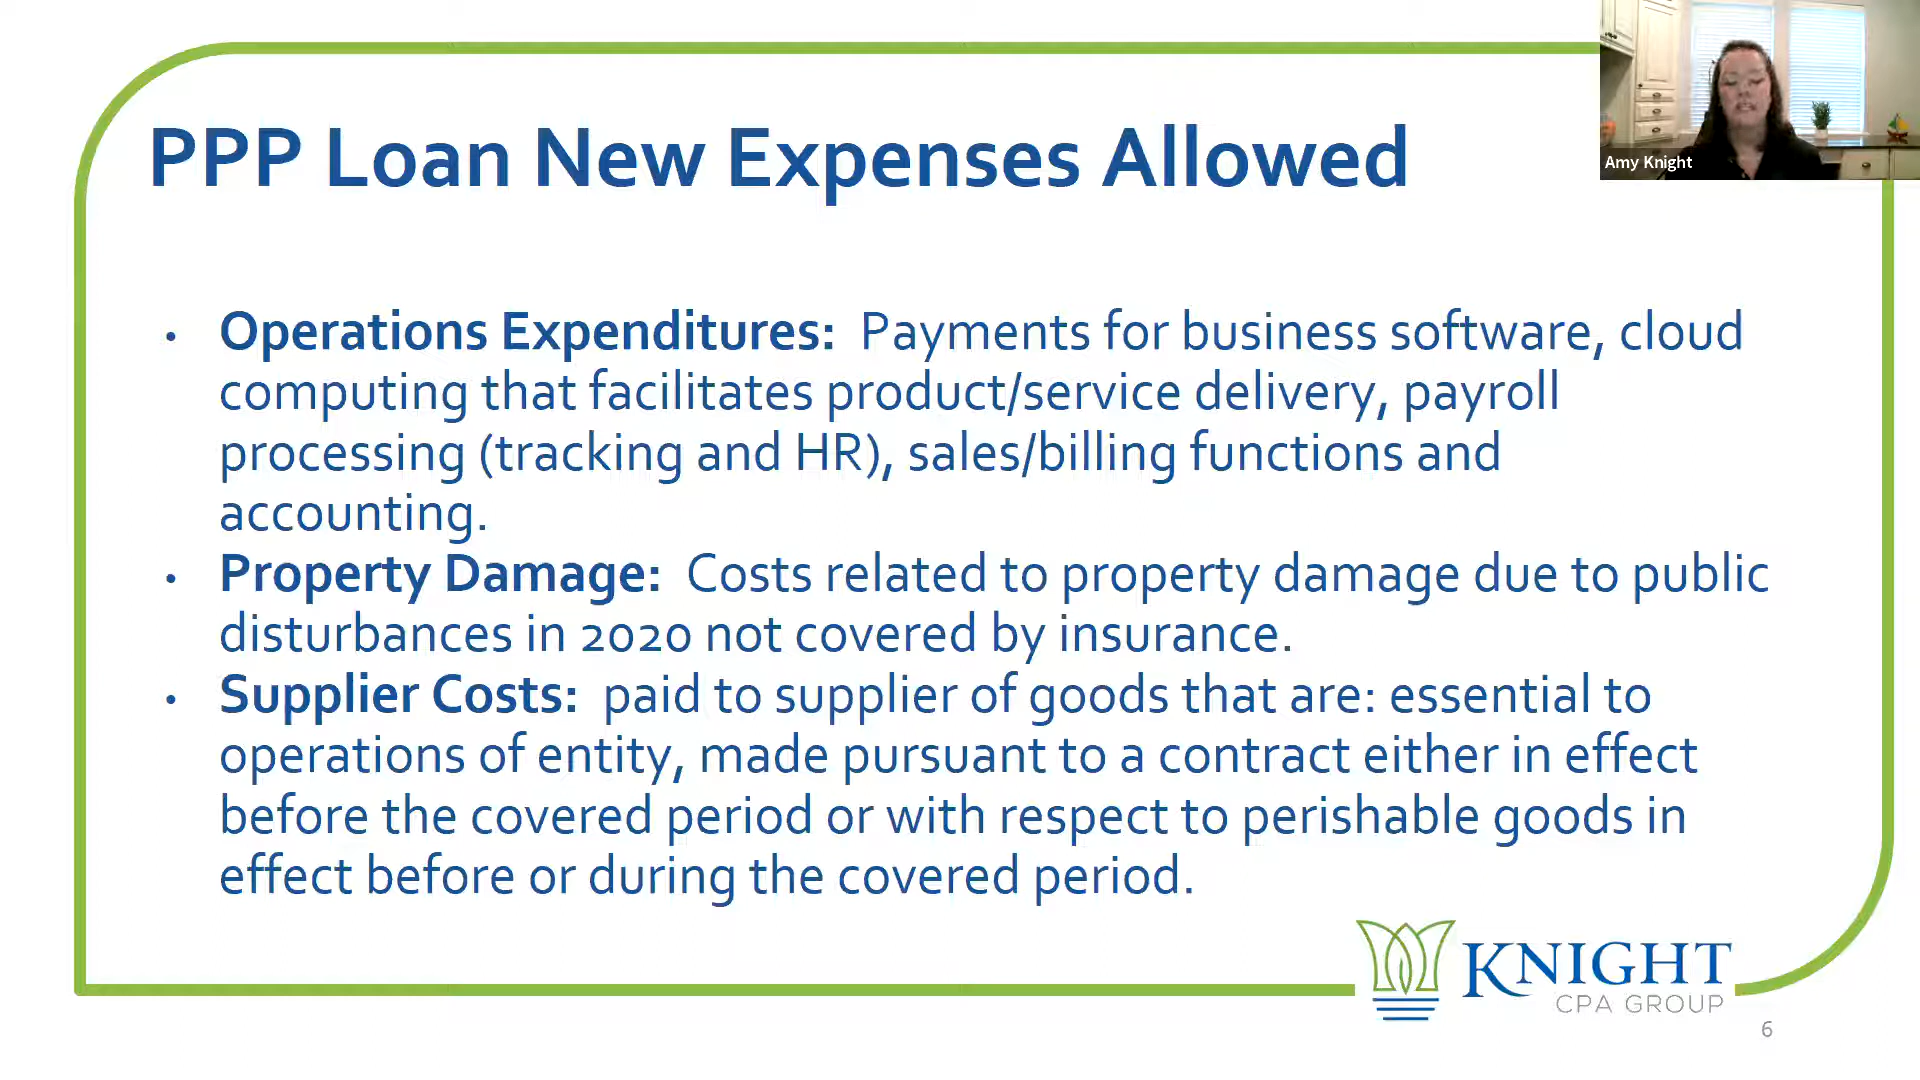 PPP Loan New Expenses Allowed
Amy Knight
• Operations Expenditures: Payments for business software, cloud
computing that facilitates product/service delivery, payroll
processing (tracking and HR), sales/billing functions and
accounting.
• Property Damage: Costs related to property damage due to public
disturbances in 2020 not covered by insurance.
• Supplier Costs: paid to supplier of goods that are: essential to
operations of entity, made pursuant to a contract either in effect
before the covered period or with respect to perishable goods in
effect before or during the covered period.
KNIGHT
CPA GROUP
6